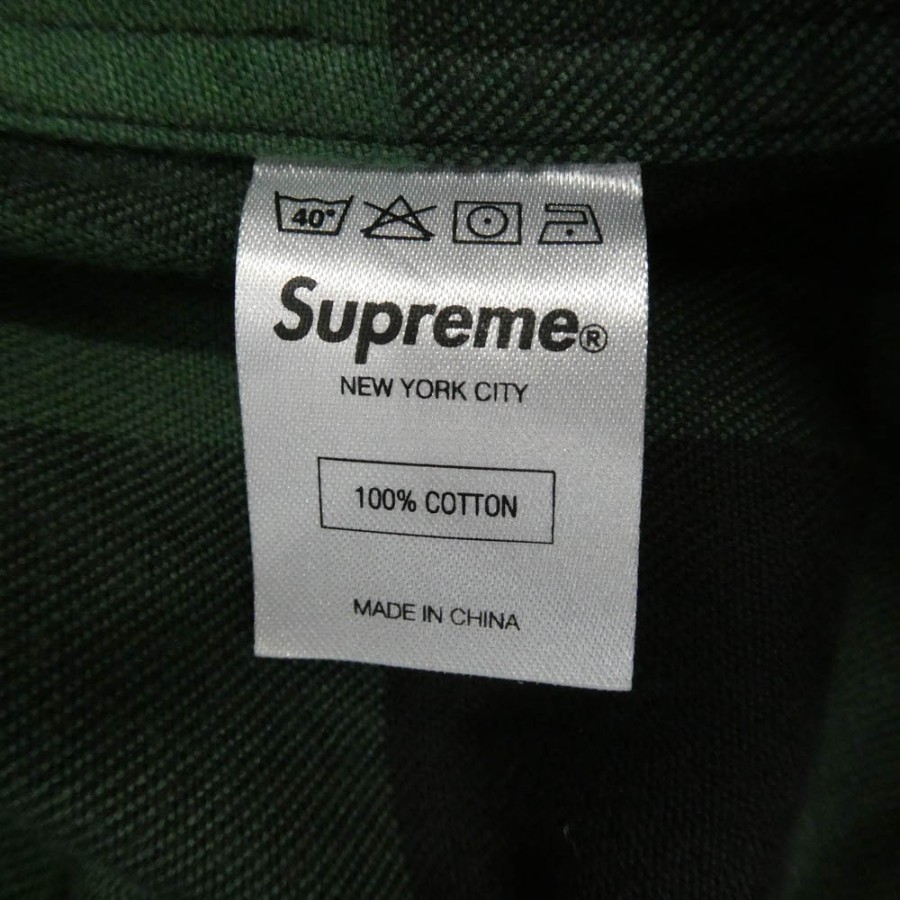 40°
Supreme®
NEW YORK CITY
100% COTTON
MADE IN CHINA